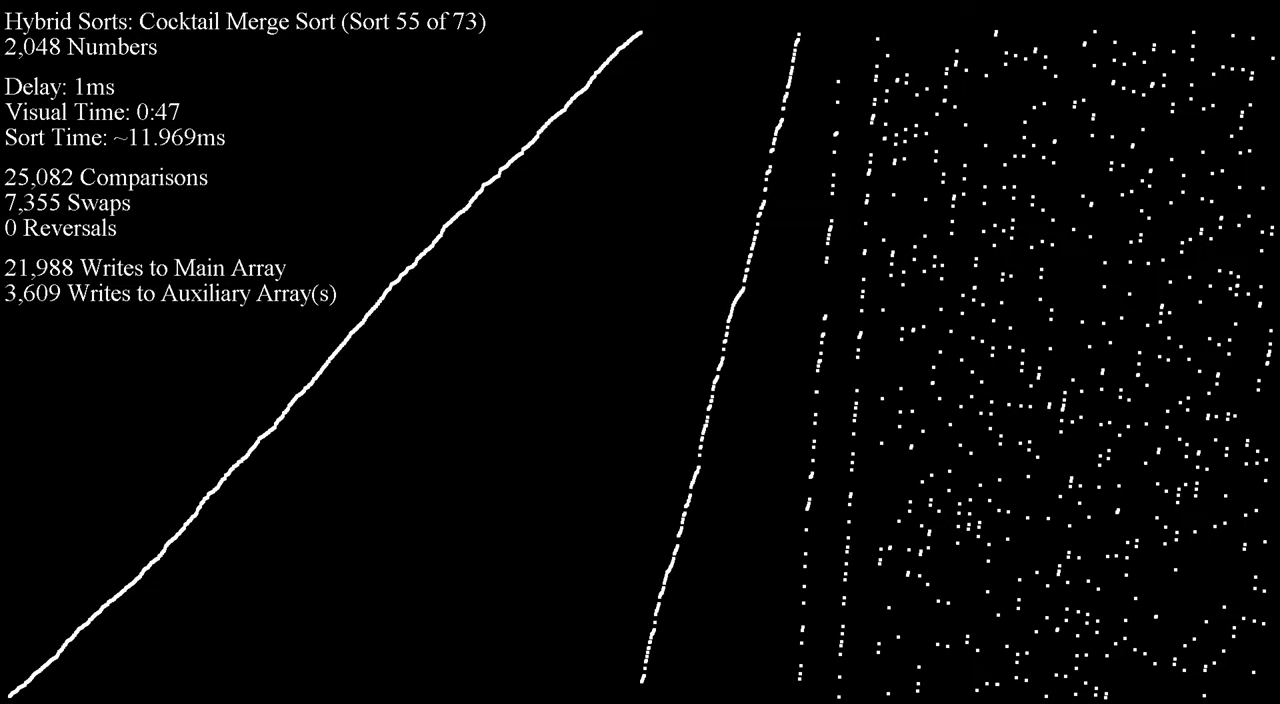 Hybrid Sorts: Cocktail Merge Sort (Sort 55 of 73)
2,048 Numbers
Delay: 1ms
Visual Time: 0:47
Sort Time: ~11.969ms
25,082 Comparisons
7,355 Swaps
0 Reversals
21,988 Writes to Main Array
3,609 Writes to Auxiliary Array(s)